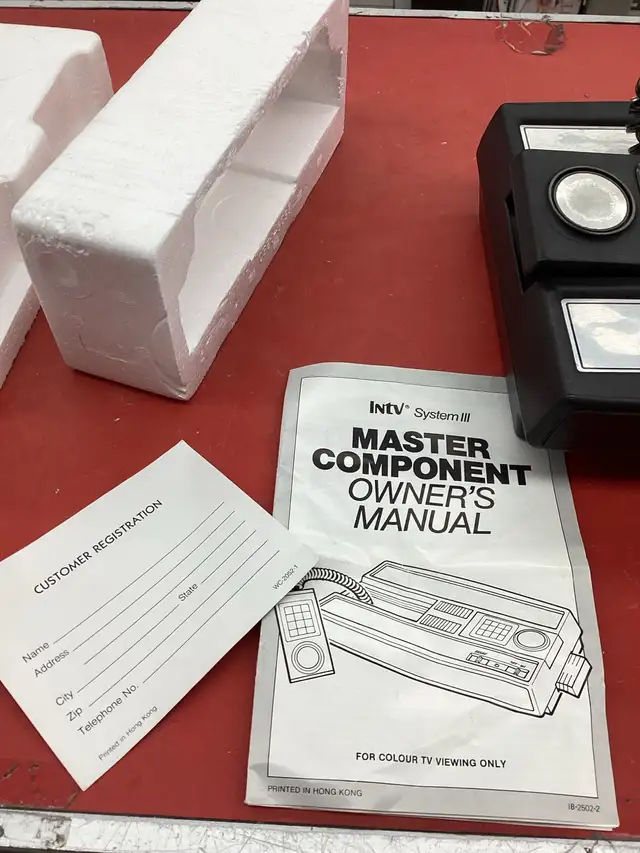 INTV® System III
MASTER
COMPONENT
OWNER'S
MANUAL
FOR COLOUR TV VIEWING ONLY
PRINTED IN HONG KONG
IB-2502-2
CUSTOMER REGISTRATION
Name
Address
City
State
Zip
Telephone No.
Printed in Hong Kong
WC-2052-1